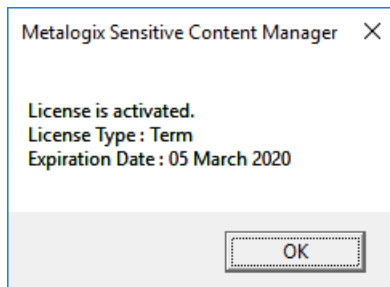 Metalogix Sensitive Content Manager
License is activated.
License Type : Term
Expiration Date : 05 March 2020
OK